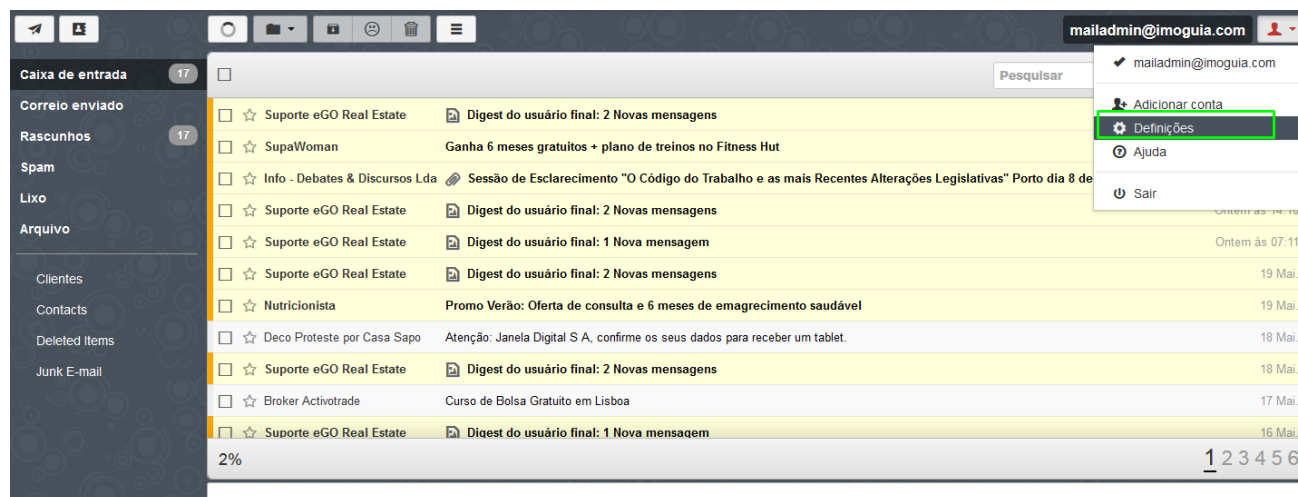 mailadmin@imoguia.com
Caixa de entrada 17
Correio enviado
Rascunhos 17
Spam
Lixo
Arquivo
Clientes
Contacts
Deleted Items
Junk E-mail
Pesquisar
mailadmin@imoguia.com
Adicionar conta
Definições
Ajuda
Sair
Suporte eGO Real Estate Digest do usuário final: 2 Novas mensagens
SupaWoman Ganha 6 meses gratuitos + plano de treinos no Fitness Hut
Info - Debates & Discursos Lda Sessão de Esclarecimento "O Código do Trabalho e as mais Recentes Alterações Legislativas" Porto dia 8 de
Suporte eGO Real Estate Digest do usuário final: 2 Novas mensagens Ontem às 14:10
Suporte eGO Real Estate Digest do usuário final: 1 Nova mensagem Ontem às 07:11
Suporte eGO Real Estate Digest do usuário final: 2 Novas mensagens 19 Mai.
Nutricionista Promo Verão: Oferta de consulta e 6 meses de emagrecimento saudável 19 Mai.
Deco Proteste por Casa Sapo Atenção: Janela Digital S A, confirme os seus dados para receber um tablet. 18 Mai.
Suporte eGO Real Estate Digest do usuário final: 2 Novas mensagens 18 Mai.
Broker Activotrade Curso de Bolsa Gratuito em Lisboa 17 Mai.
Suporte eGO Real Estate Digest do usuário final: 1 Nova mensagem 16 Mai.
2% 1 2 3 4 5 6